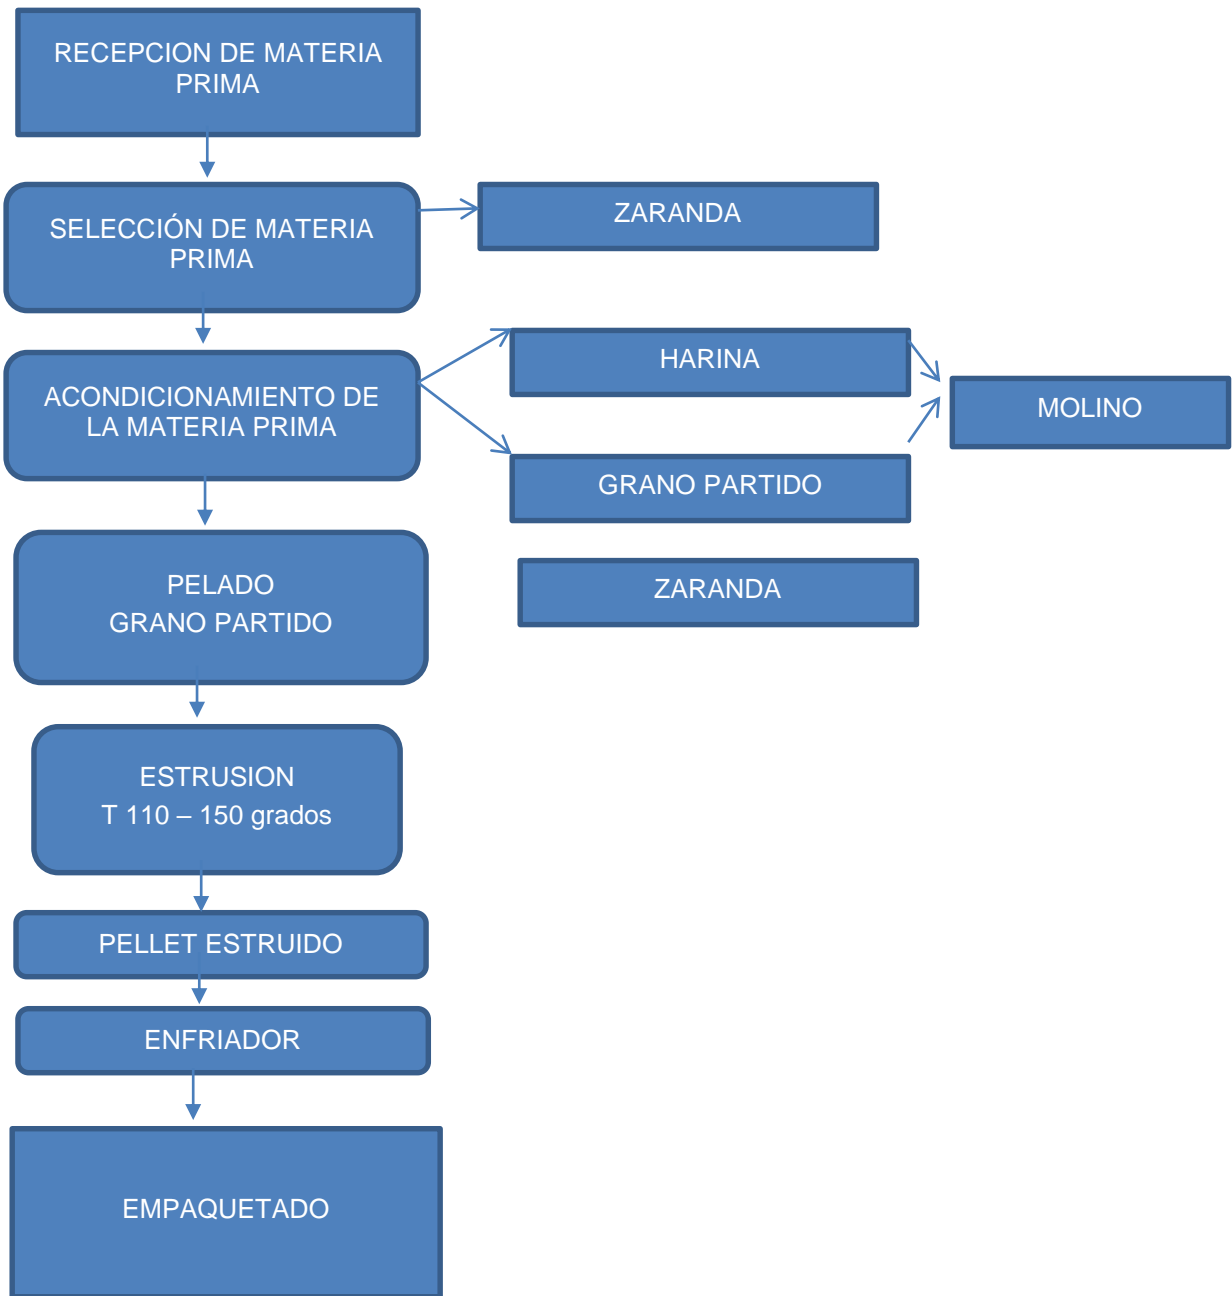 RECEPCION DE MATERIA
PRIMA
SELECCIÓN DE MATERIA
PRIMA
ZARANDA
ACONDICIONAMIENTO DE
LA MATERIA PRIMA
HARINA
MOLINO
GRANO PARTIDO
PELADO
GRANO PARTIDO
ZARANDA
ESTRUSION
T 110 – 150 grados
PELLET ESTRUIDO
ENFRIADOR
EMPAQUETADO